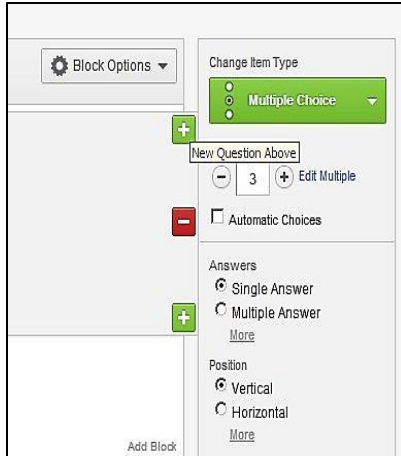 Block Options
Change Item Type
Multiple Choice
New Question Above
3
Edit Multiple
Automatic Choices
Answers
Single Answer
Multiple Answer
More
Position
Vertical
Horizontal
More
Add Block